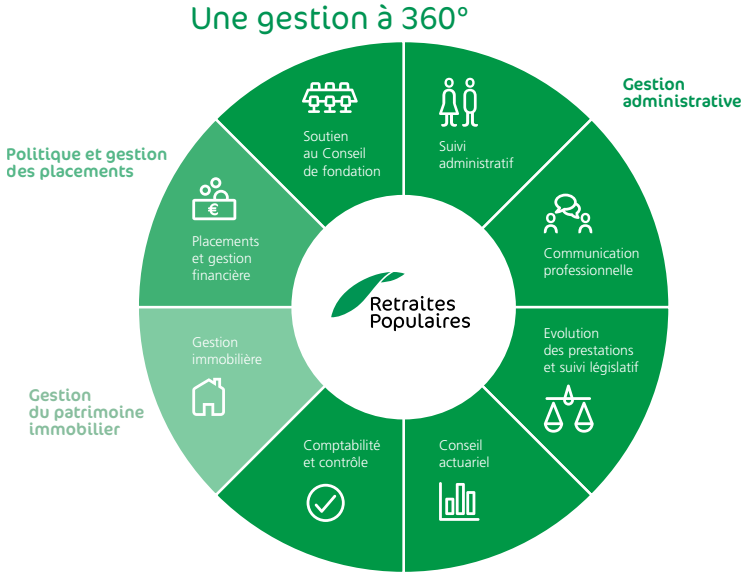 Une gestion à 360°
Gestion
administrative
Politique et gestion
des placements
Gestion
du patrimoine
immobilier
Soutien
au Conseil
de fondation
Suivi
administratif
Communication
professionnelle
Evolution
des prestations
et suivi législatif
Conseil
actuariel
Comptabilité
et contrôle
Gestion
immobilière
Placements
et gestion
financière
€
Retraites
Populaires